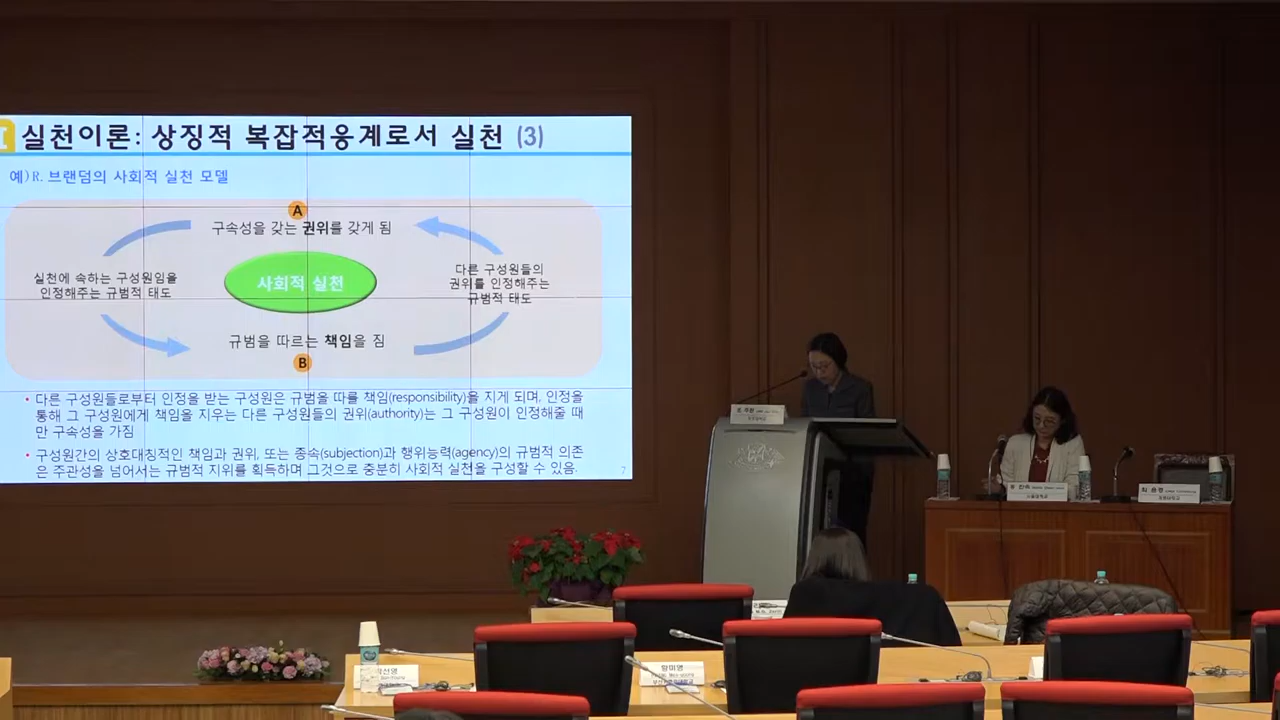 I 실천이론: 상징적 복잡적응계로서 실천 (3)
예)R. 브랜덤의 사회적 실천 모델
A
구속성을 갖는 권위를 갖게 됨
실천에 속하는 구성원임을
인정해주는 규범적 태도
사회적 실천
다른 구성원들의
권위를 인정해주는
규범적 태도
규범을 따르는 책임을 짐
B
• 다른 구성원들로부터 인정을 받는 구성원은 규범을 따를 책임(responsibility)을 지게 되며, 인정을
통해 그 구성원에게 책임을 지우는 다른 구성원들의 권위(authority)는 그 구성원이 인정해줄 때
만 구속성을 가짐
• 구성원간의 상호대칭적인 책임과 권위, 또는 종속(subjection)과 행위능력(agency)의 규범적 의존
은 주관성을 넘어서는 규범적 지위를 획득하며 그것으로 충분히 사회적 실천을 구성할 수 있음.
7
황미영